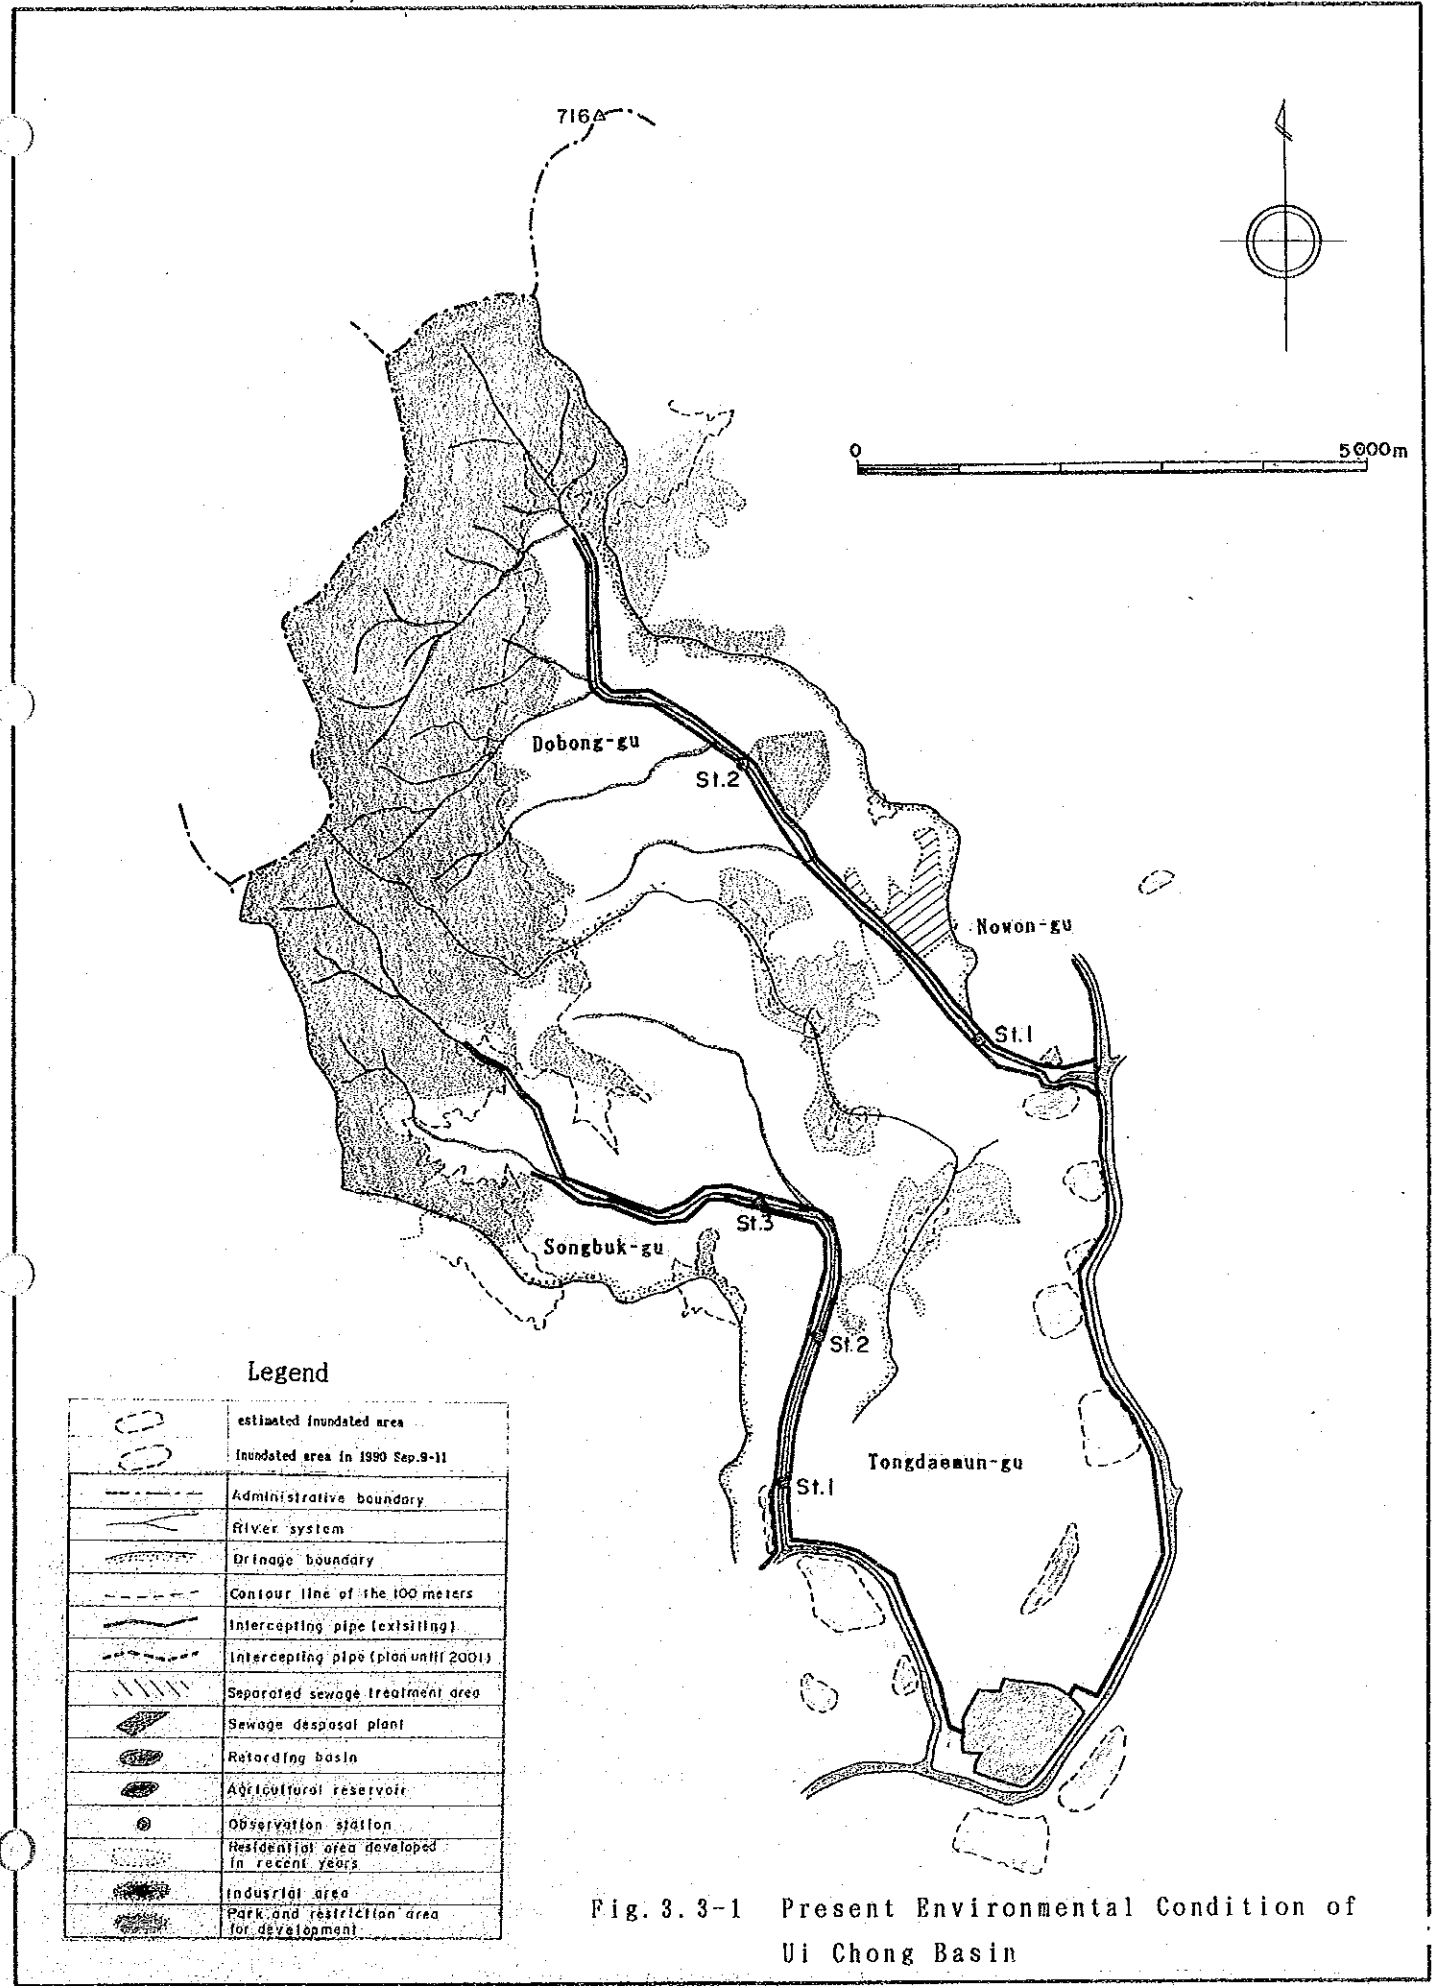 716
0
5000m
Dobong-gu
St.2
Nowon-gu
St.1
St.3
Songbuk-gu
St.2
Tongdaemun-gu
St.1
Legend
estimated inundated area
Inundated area in 1990 Sep.9-11
Administrative boundary
River system
Drinage boundary
Contour line of the 100 meters
Intercepting pipe (exisiting)
Intercepting pipe (plan until 2001)
Separated sewage treatment area
Sewage desposal plant
Retarding basin
Agricultural reservoir
Observation station
Residential area developed
in recent years
Indusrial area
Park and restriction area
for development
Fig. 3. 3-1 Present Environmental Condition of
Ui Chong Basin